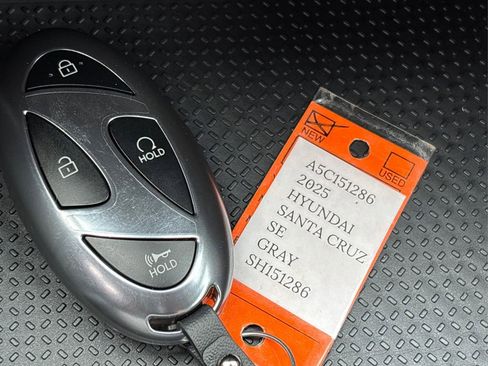 HOLD
HOLD
NEW
USED
A5C151286
2025
HYUNDAI
SANTA CRUZ
SE
GRAY
SH151286